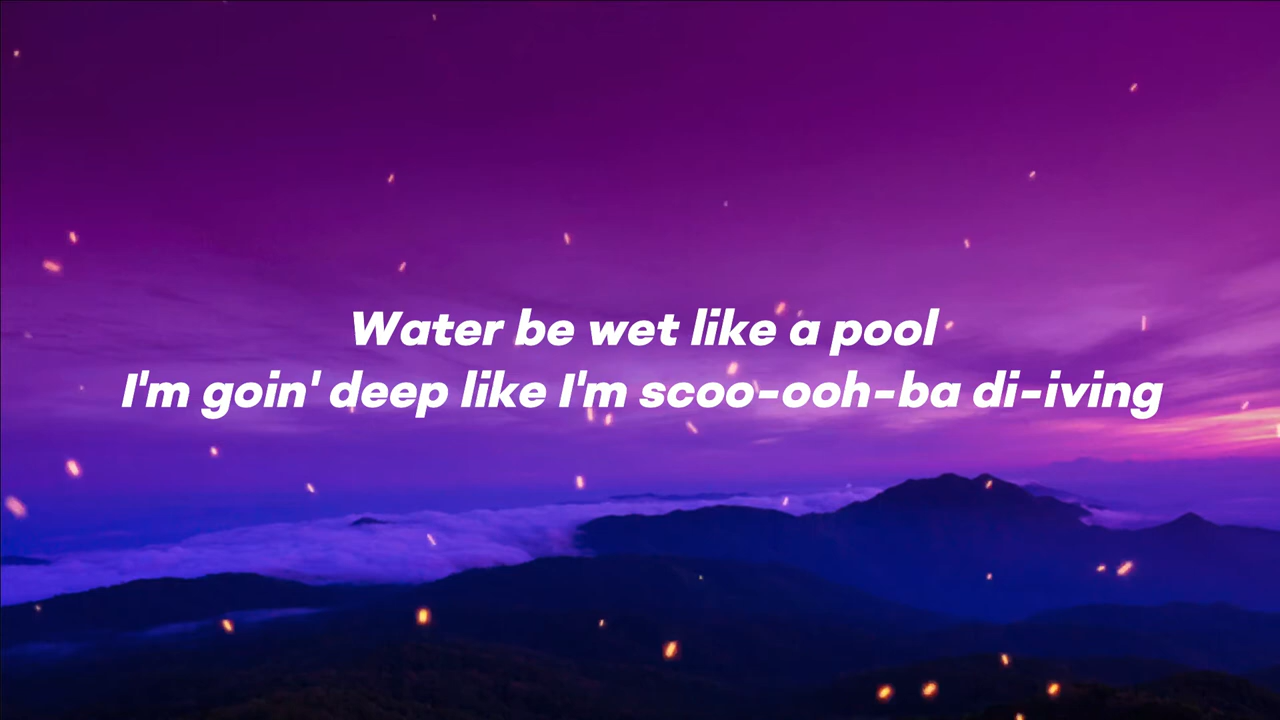 Water be wet like a pool
I'm goin' deep like I'm scoo-ooh-ba di-iving